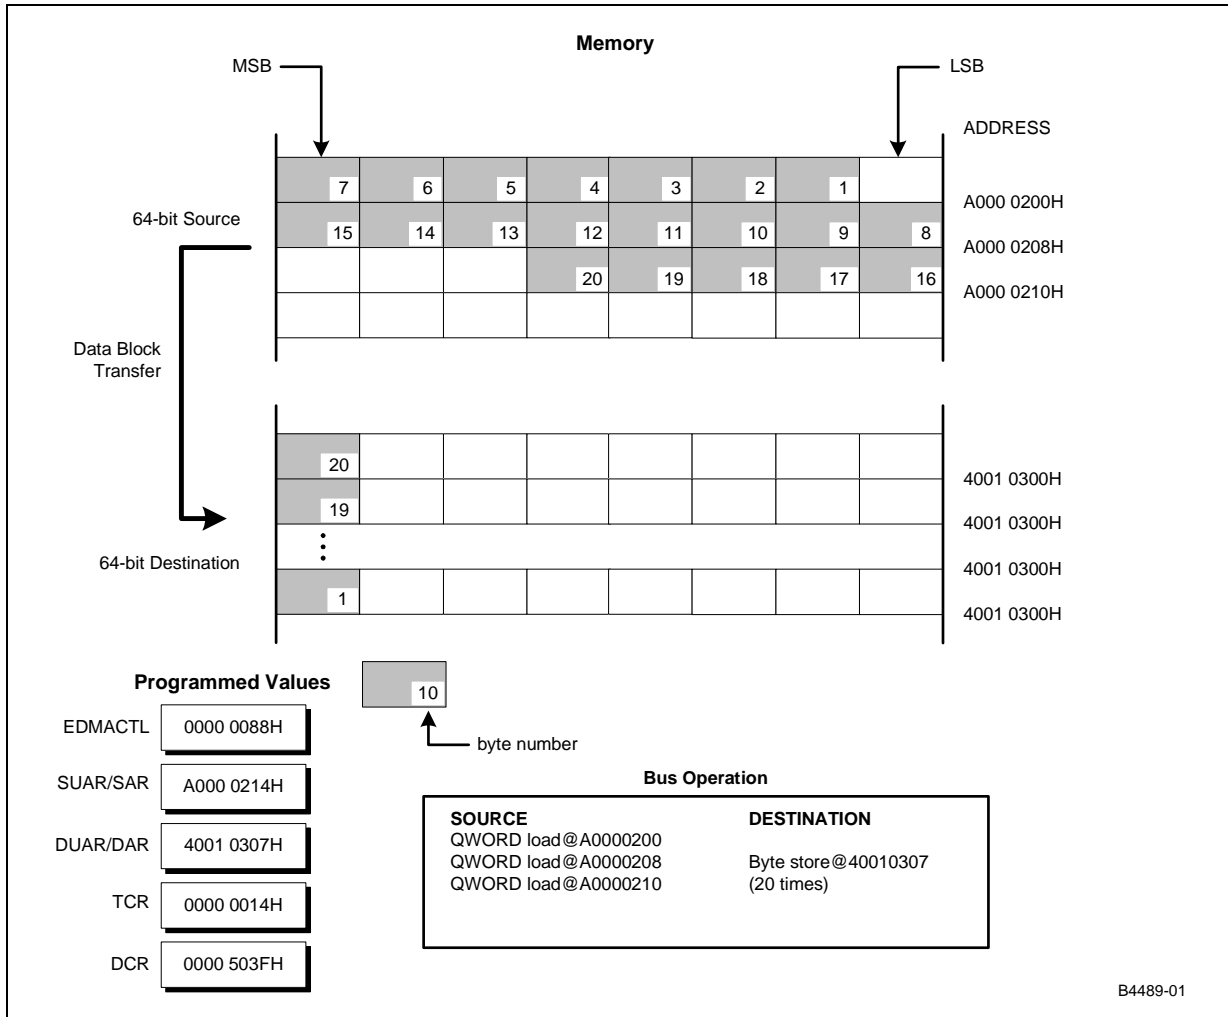 Memory
MSB
LSB
ADDRESS
7 6 5 4 3 2 1
A000 0200H
64-bit Source
15 14 13 12 11 10 9 8
A000 0208H
20 19 18 17 16
A000 0210H
Data Block
Transfer
20
4001 0300H
19
4001 0300H
64-bit Destination
4001 0300H
1
4001 0300H
Programmed Values
10
byte number
EDMACTL 0000 0088H
SUAR/SAR A000 0214H
DUAR/DAR 4001 0307H
TCR 0000 0014H
DCR 0000 503FH
Bus Operation
SOURCE DESTINATION
QWORD load@A0000200
QWORD load@A0000208 Byte store@40010307
QWORD load@A0000210 (20 times)
B4489-01